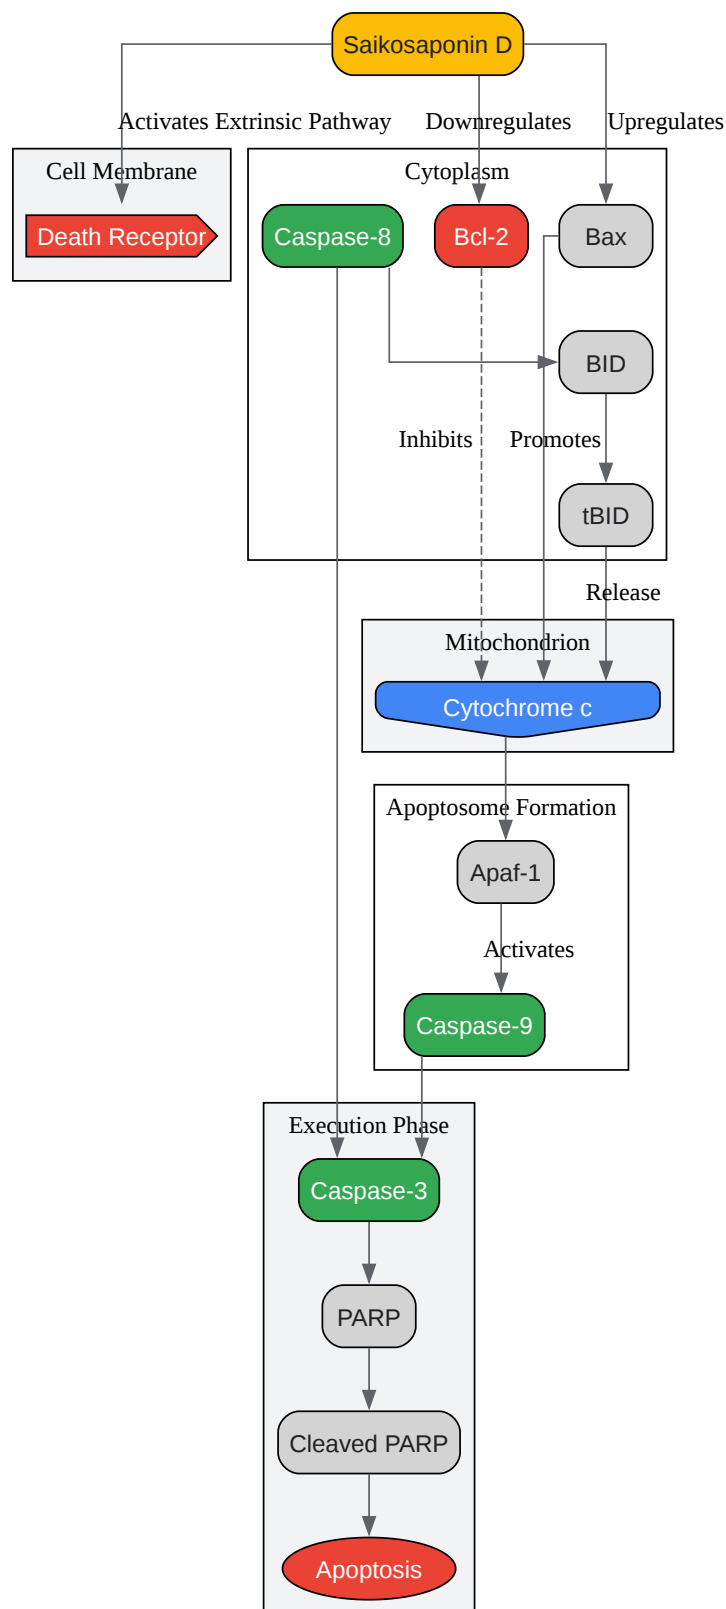 Saikosaponin D
Activates Extrinsic Pathway
Downregulates
Upregulates
Cell Membrane
Cytoplasm
Death Receptor
Caspase-8
Bcl-2
Bax
BID
Inhibits
Promotes
tBID
Release
Mitochondrion
Cytochrome c
Apoptosome Formation
Apaf-1
Activates
Caspase-9
Execution Phase
Caspase-3
PARP
Cleaved PARP
Apoptosis